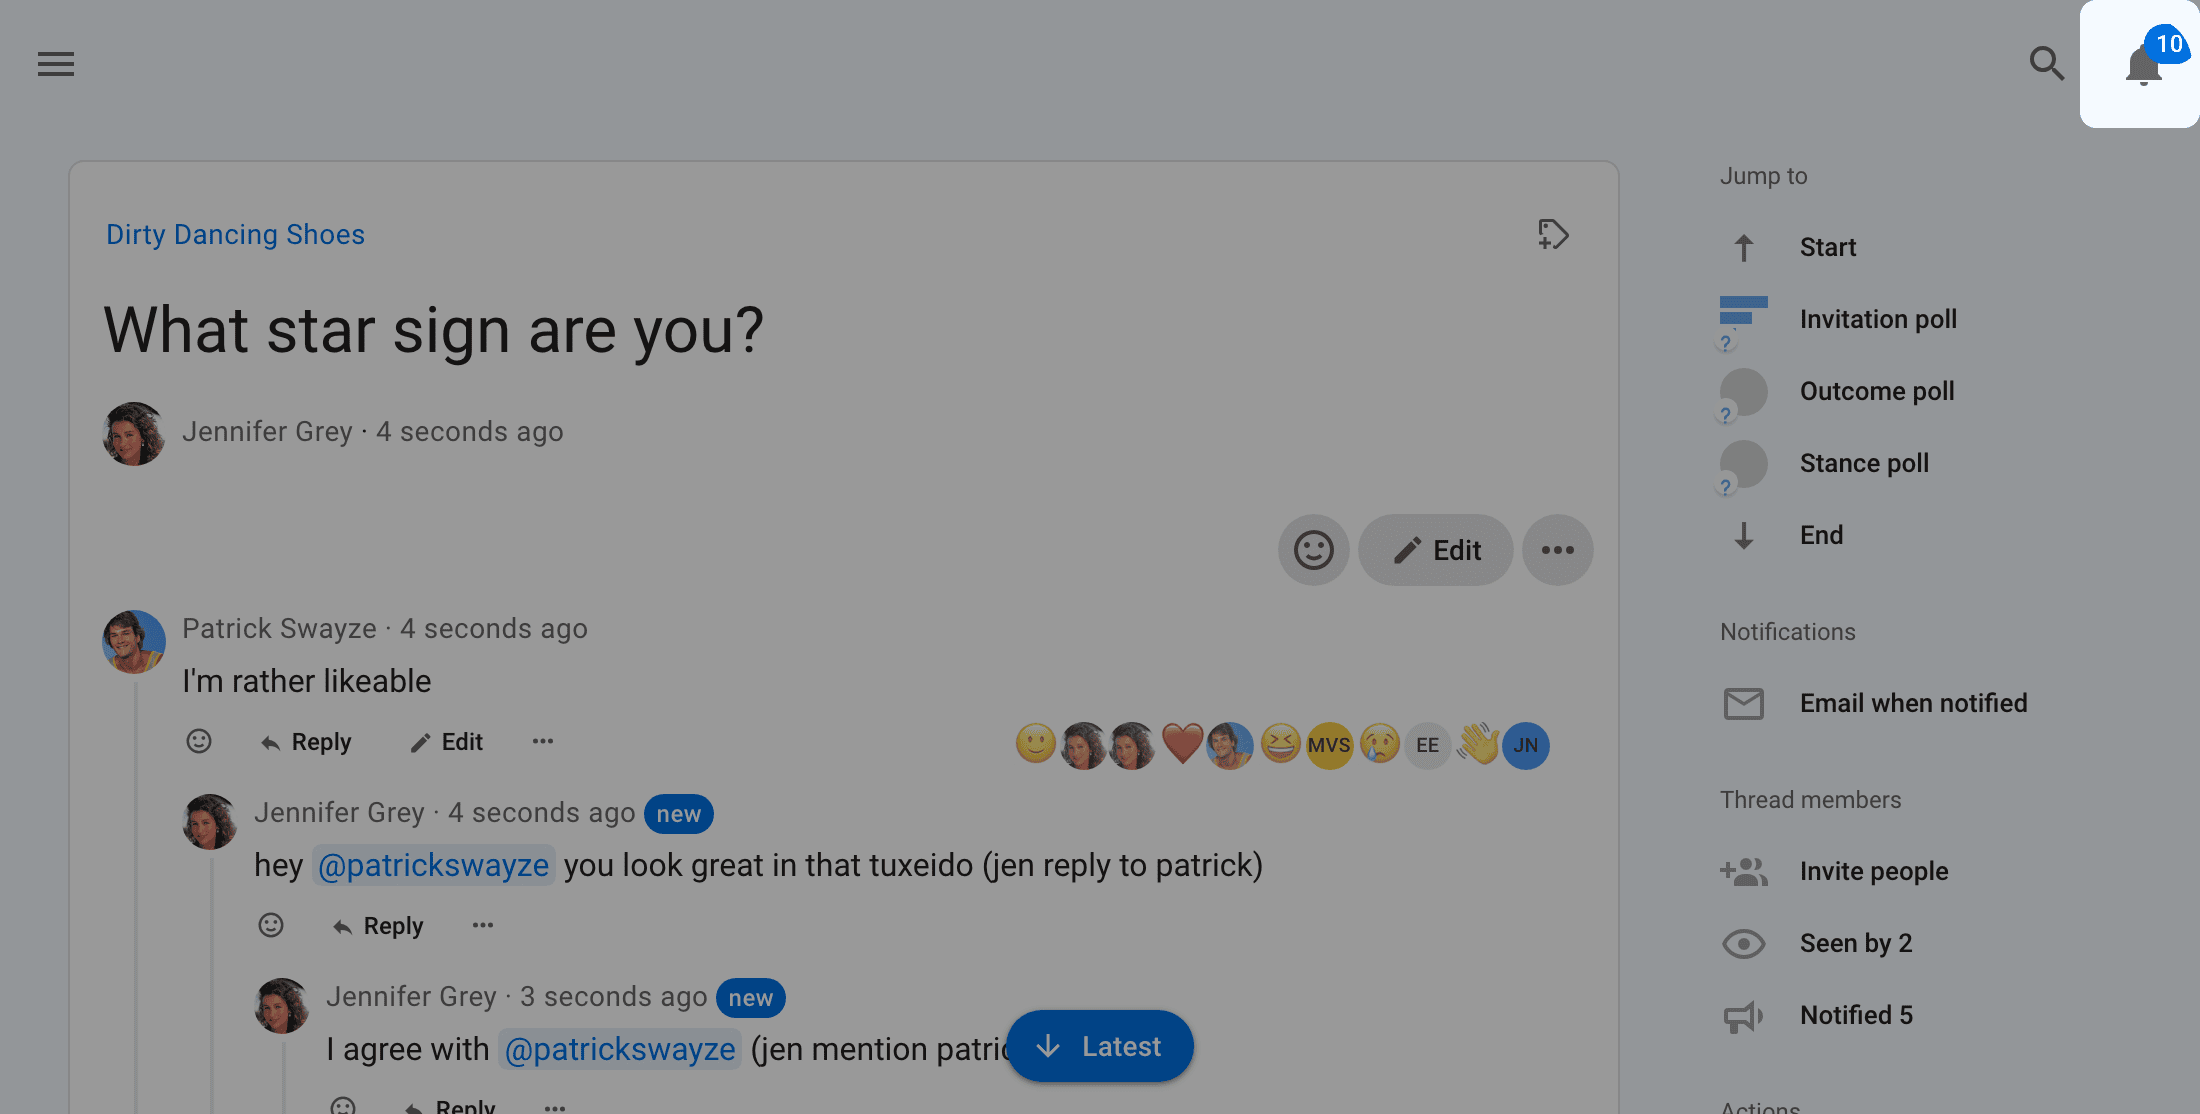 10
Dirty Dancing Shoes
What star sign are you?
Jennifer Grey · 4 seconds ago
Edit
Patrick Swayze · 4 seconds ago
I'm rather likeable
Reply Edit
MVS EE JN
Jennifer Grey · 4 seconds ago new
hey @patrickswayze you look great in that tuxeido (jen reply to patrick)
Reply
Jennifer Grey · 3 seconds ago new
I agree with @patrickswayze (jen mention patric
Latest
Reply
Jump to
Start
Invitation poll
?
Outcome poll
?
Stance poll
?
End
Notifications
Email when notified
Thread members
Invite people
Seen by 2
Notified 5
Actions